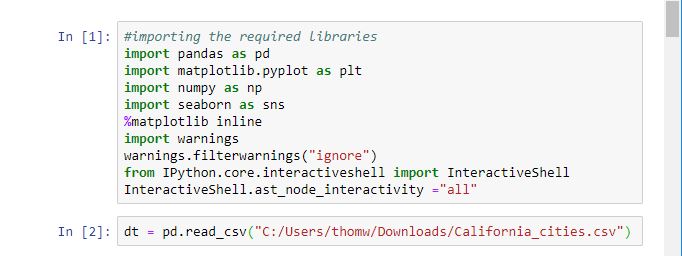 In [1]: #importing the required libraries
import pandas as pd
import matplotlib.pyplot as plt
import numpy as np
import seaborn as sns
%matplotlib inline
import warnings
warnings.filterwarnings("ignore")
from IPython.core.interactiveshell import InteractiveShell
InteractiveShell.ast_node_interactivity ="all"
In [2]: dt = pd.read_csv("C:/Users/thomw/Downloads/California_cities.csv")